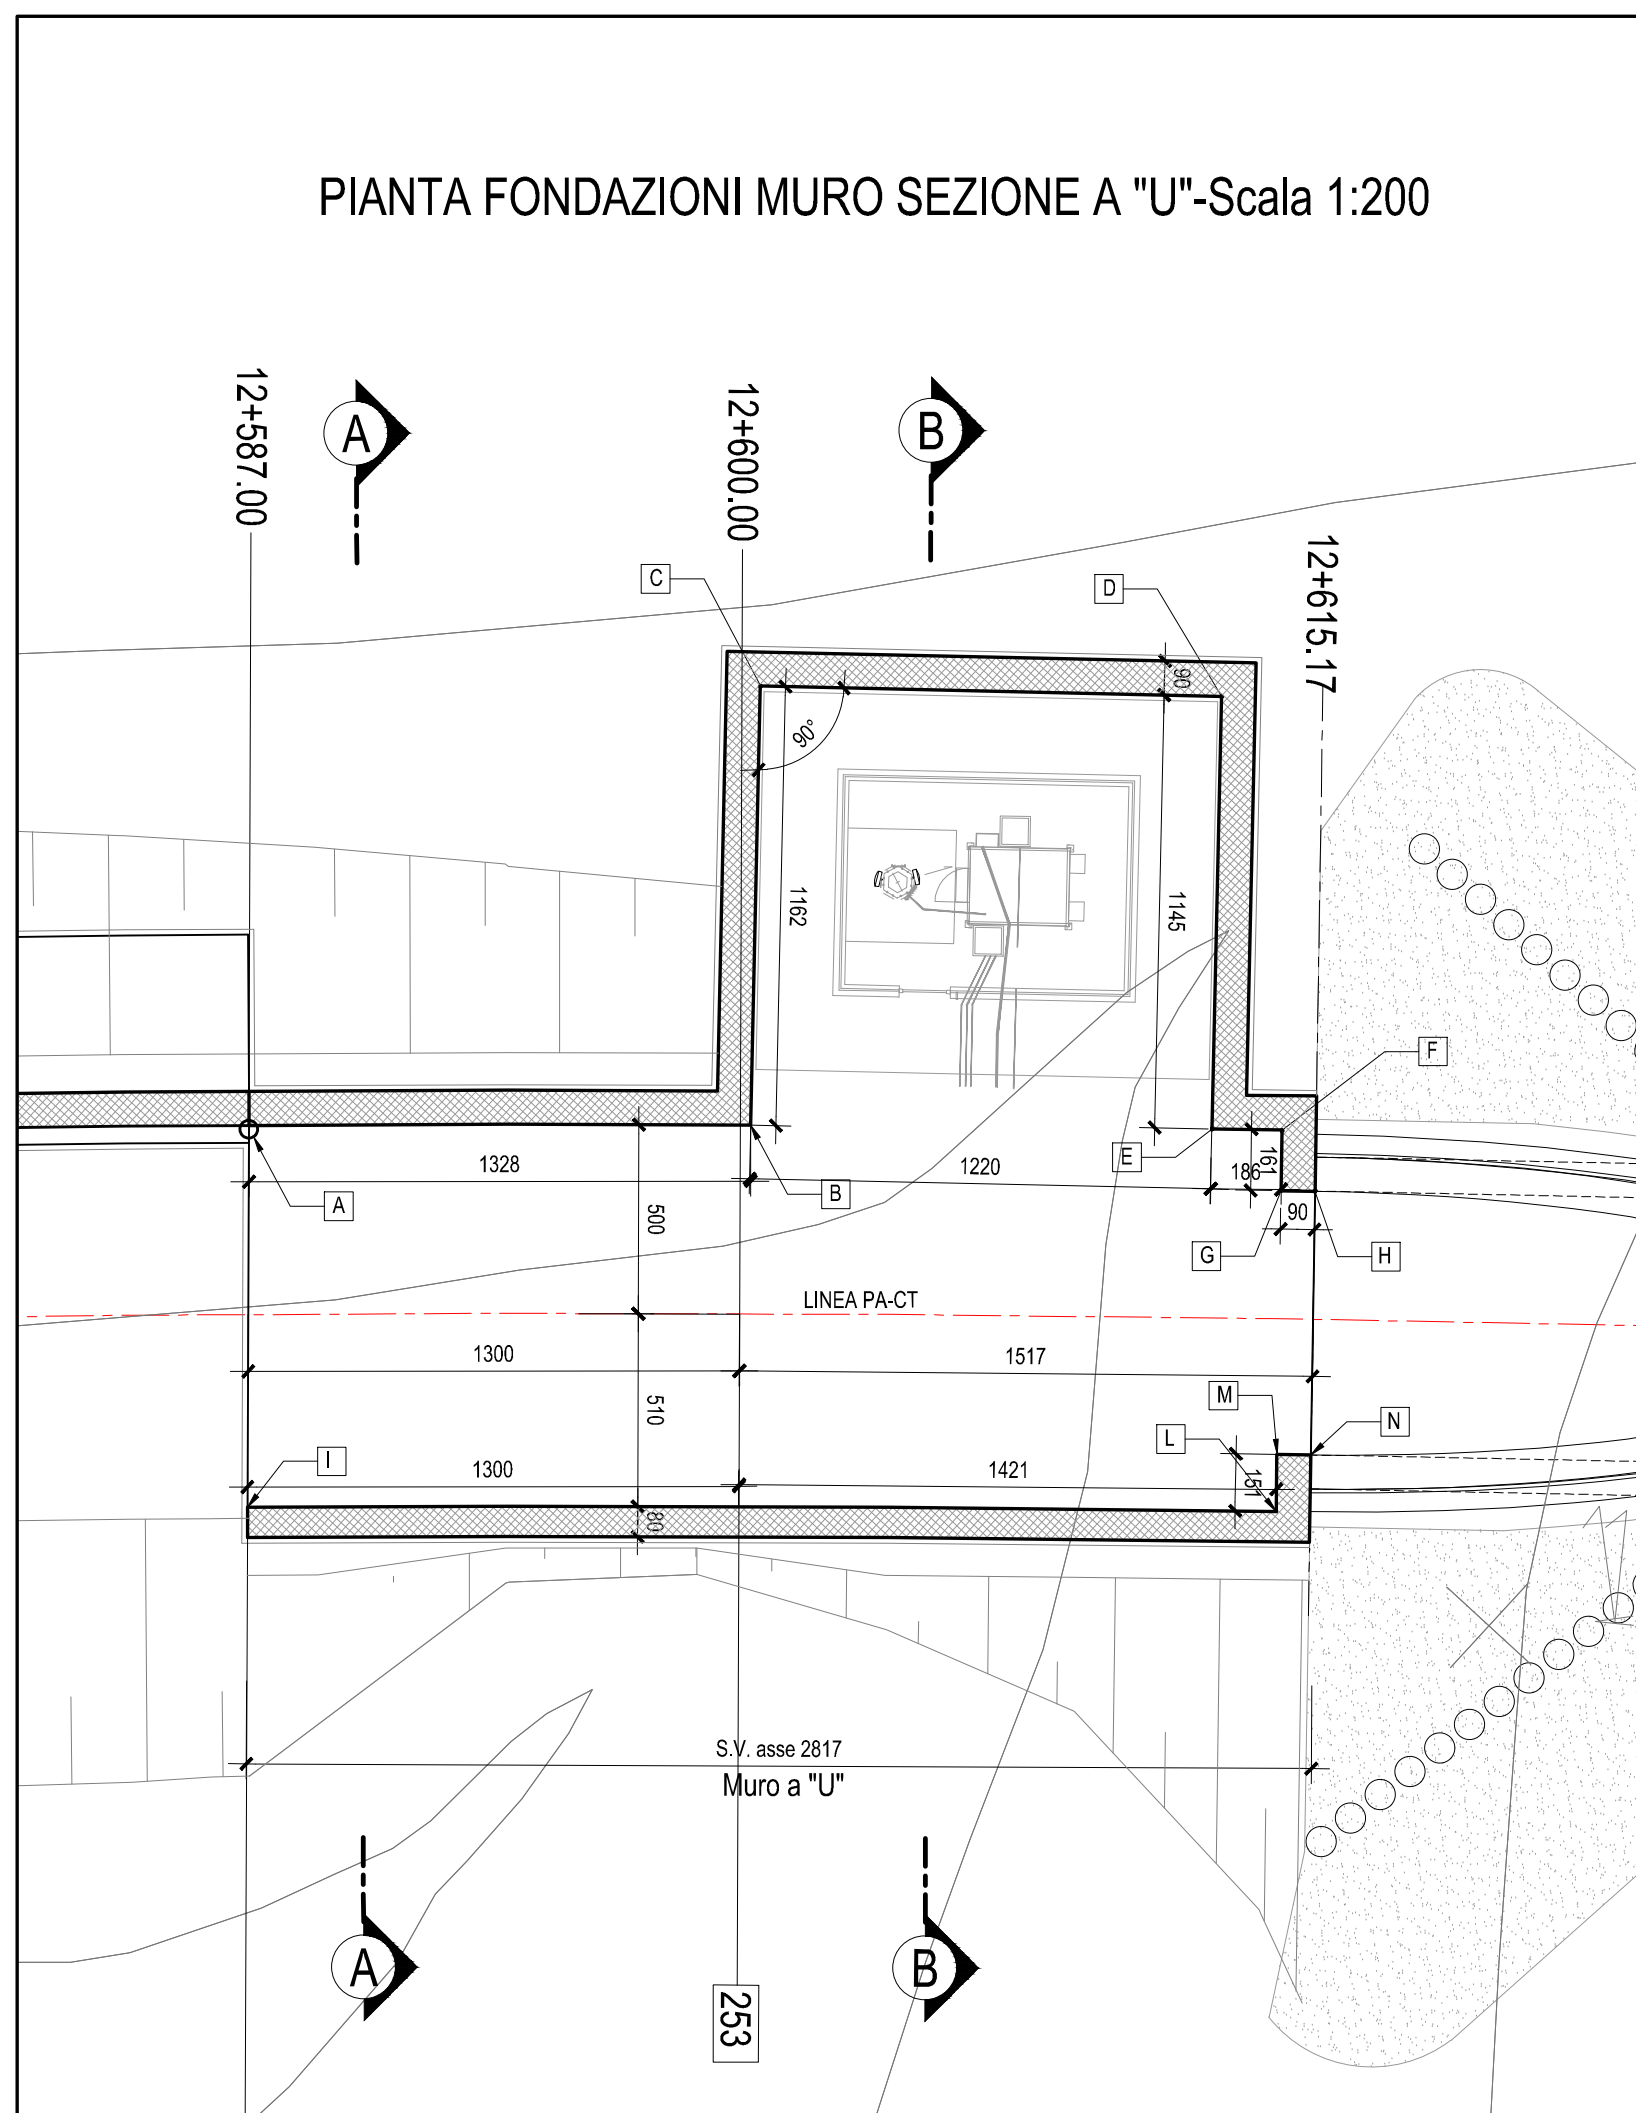 PIANTA FONDAZIONI MURO SEZIONE A "U"-Scala 1:200
12+587.00
A
12+600.00
B
12+615.17
C
D
90
90°
1162
1145
F
1328
1220
E
186
161
A
B
500
90
G
H
LINEA PA-CT
1300
1517
M
510
N
L
I
1300
1421
151
80
S.V. asse 2817
Muro a "U"
A
B
253